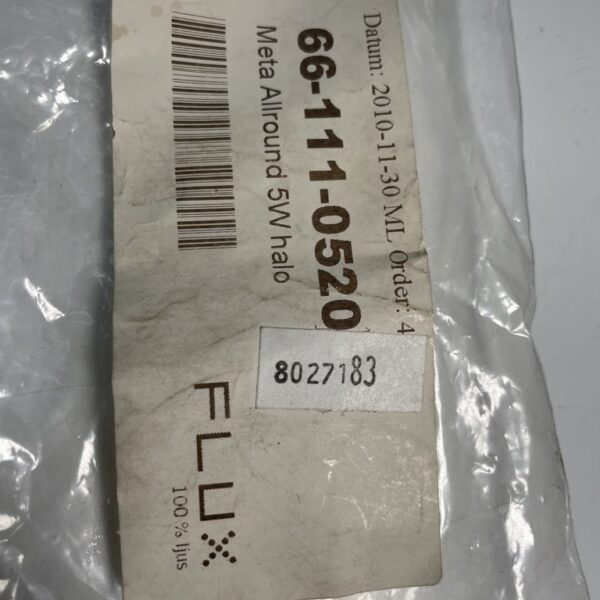 Datum: 2010-11-30 ML Order: 4
66-111-0520
Meta Allround 5W halo
8027183
FLUX
100 % ljus